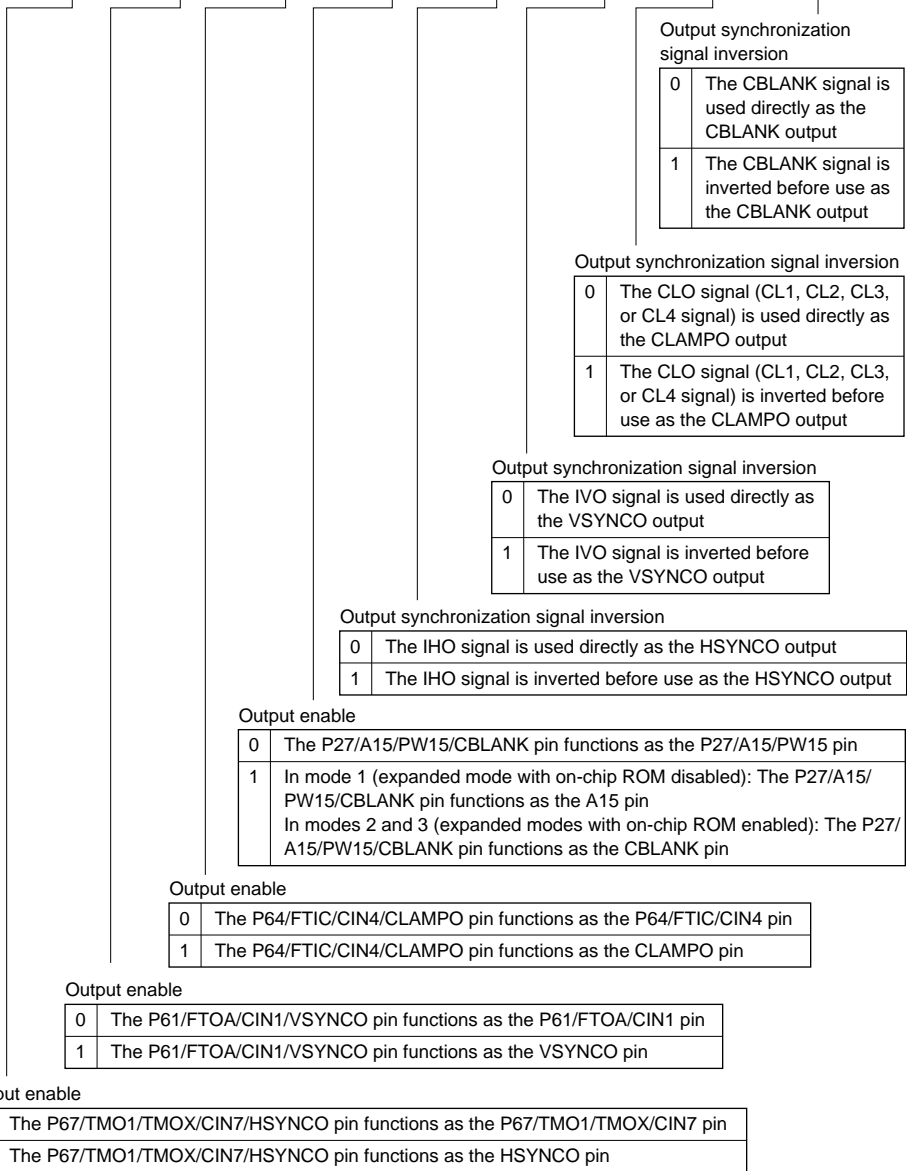 Output synchronization
signal inversion
0 The CBLANK signal is
used directly as the
CBLANK output
1 The CBLANK signal is
inverted before use as
the CBLANK output
Output synchronization signal inversion
0 The CLO signal (CL1, CL2, CL3,
or CL4 signal) is used directly as
the CLAMPO output
1 The CLO signal (CL1, CL2, CL3,
or CL4 signal) is inverted before
use as the CLAMPO output
Output synchronization signal inversion
0 The IVO signal is used directly as
the VSYNCO output
1 The IVO signal is inverted before
use as the VSYNCO output
Output synchronization signal inversion
0 The IHO signal is used directly as the HSYNCO output
1 The IHO signal is inverted before use as the HSYNCO output
Output enable
0 The P27/A15/PW15/CBLANK pin functions as the P27/A15/PW15 pin
1 In mode 1 (expanded mode with on-chip ROM disabled): The P27/A15/
PW15/CBLANK pin functions as the A15 pin
In modes 2 and 3 (expanded modes with on-chip ROM enabled): The P27/
A15/PW15/CBLANK pin functions as the CBLANK pin
Output enable
0 The P64/FTIC/CIN4/CLAMPO pin functions as the P64/FTIC/CIN4 pin
1 The P64/FTIC/CIN4/CLAMPO pin functions as the CLAMPO pin
Output enable
0 The P61/FTOA/CIN1/VSYNCO pin functions as the P61/FTOA/CIN1 pin
1 The P61/FTOA/CIN1/VSYNCO pin functions as the VSYNCO pin
enable
The P67/TMO1/TMOX/CIN7/HSYNCO pin functions as the P67/TMO1/TMOX/CIN7 pin
The P67/TMO1/TMOX/CIN7/HSYNCO pin functions as the HSYNCO pin